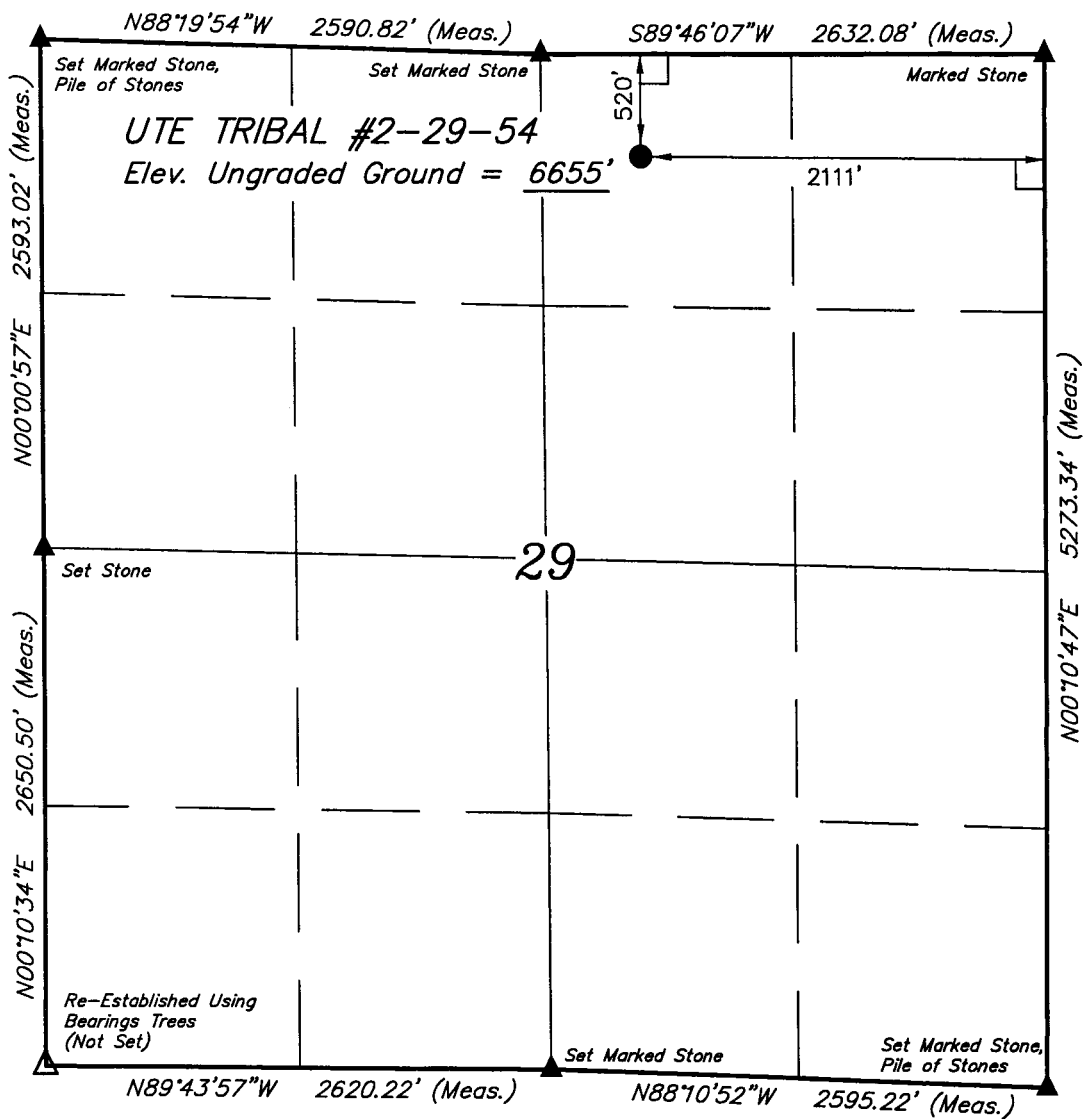 N88°19'54"W 2590.82' (Meas.)
S89°46'07"W 2632.08' (Meas.)
Set Marked Stone,
Pile of Stones
Set Marked Stone
Marked Stone
520'
UTE TRIBAL #2-29-54
Elev. Ungraded Ground = 6655'
2111'
N00°00'57"E 2593.02' (Meas.)
Set Stone
29
N00°10'47"E 5273.34' (Meas.)
N00°10'34"E 2650.50' (Meas.)
Re-Established Using
Bearings Trees
(Not Set)
Set Marked Stone
Set Marked Stone,
Pile of Stones
N89°43'57"W 2620.22' (Meas.)
N88°10'52"W 2595.22' (Meas.)